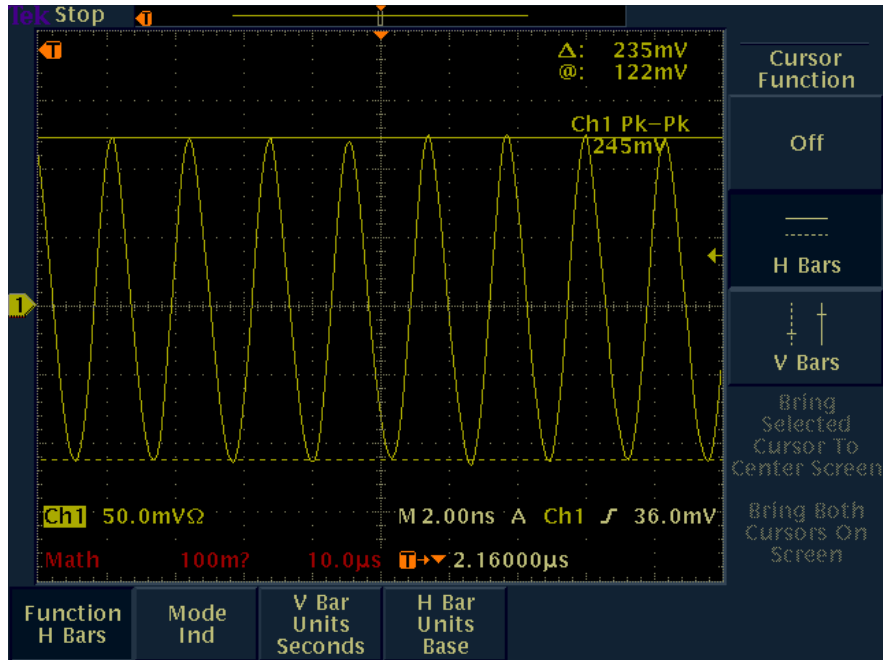 Tek Stop
T
T
Δ: 235mV
@: 122mV
Ch1 Pk-Pk
245mV
1
Ch1 50.0mVΩ M 2.00ns A Ch1 ʃ 36.0mV
Math 100m? 10.0µs T→▼ 2.16000µs
Cursor
Function
Off
H Bars
V Bars
Bring
Selected
Cursor To
Center Screen
Bring Both
Cursors On
Screen
Function
H Bars
Mode
Ind
V Bar
Units
Seconds
H Bar
Units
Base